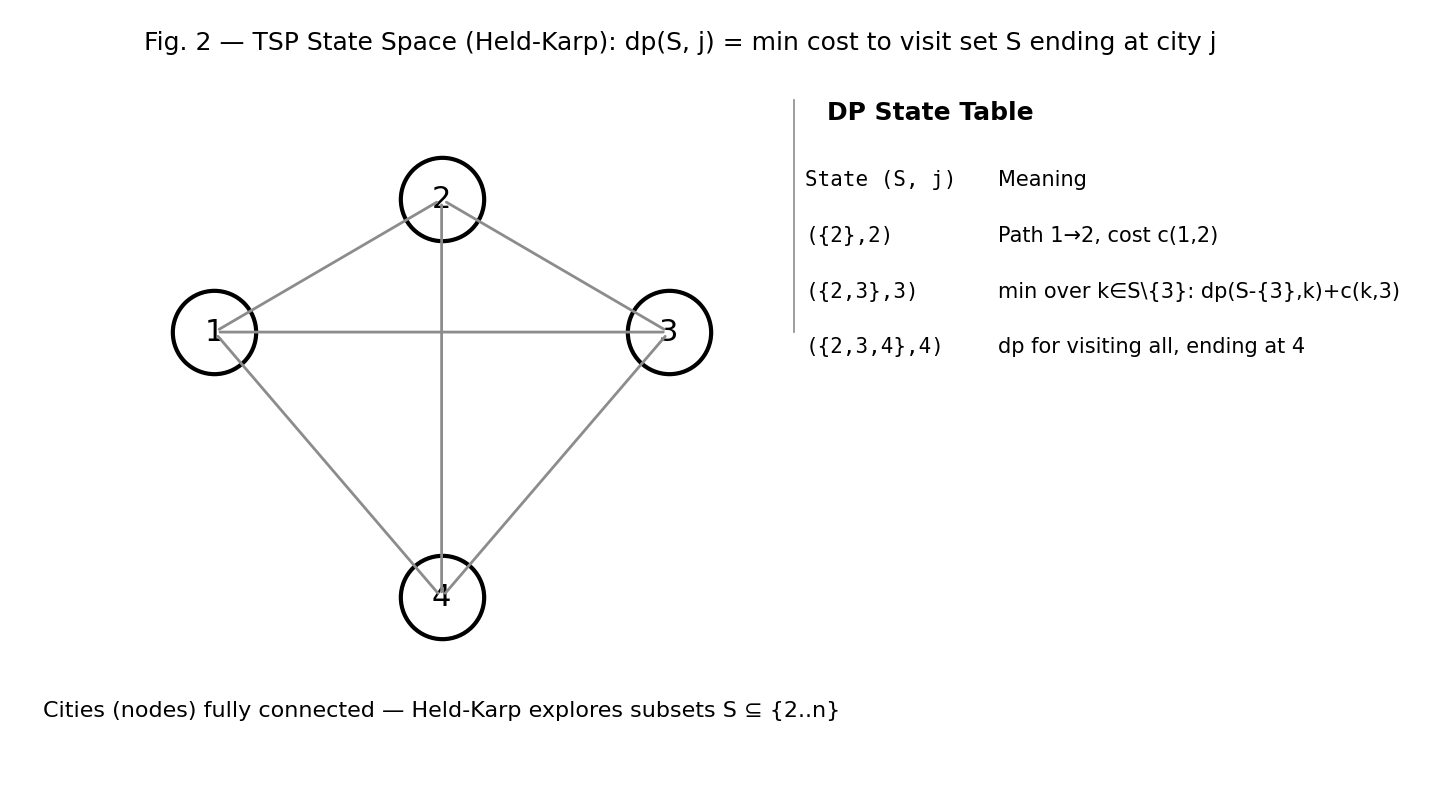 Fig. 2 — TSP State Space (Held-Karp): dp(S, j) = min cost to visit set S ending at city j
DP State Table
State (S, j) Meaning
({2},2) Path 1→2, cost c(1,2)
({2,3},3) min over k∈S\{3}: dp(S-{3},k)+c(k,3)
({2,3,4},4) dp for visiting all, ending at 4
2
1
3
4
Cities (nodes) fully connected — Held-Karp explores subsets S ⊆ {2..n}